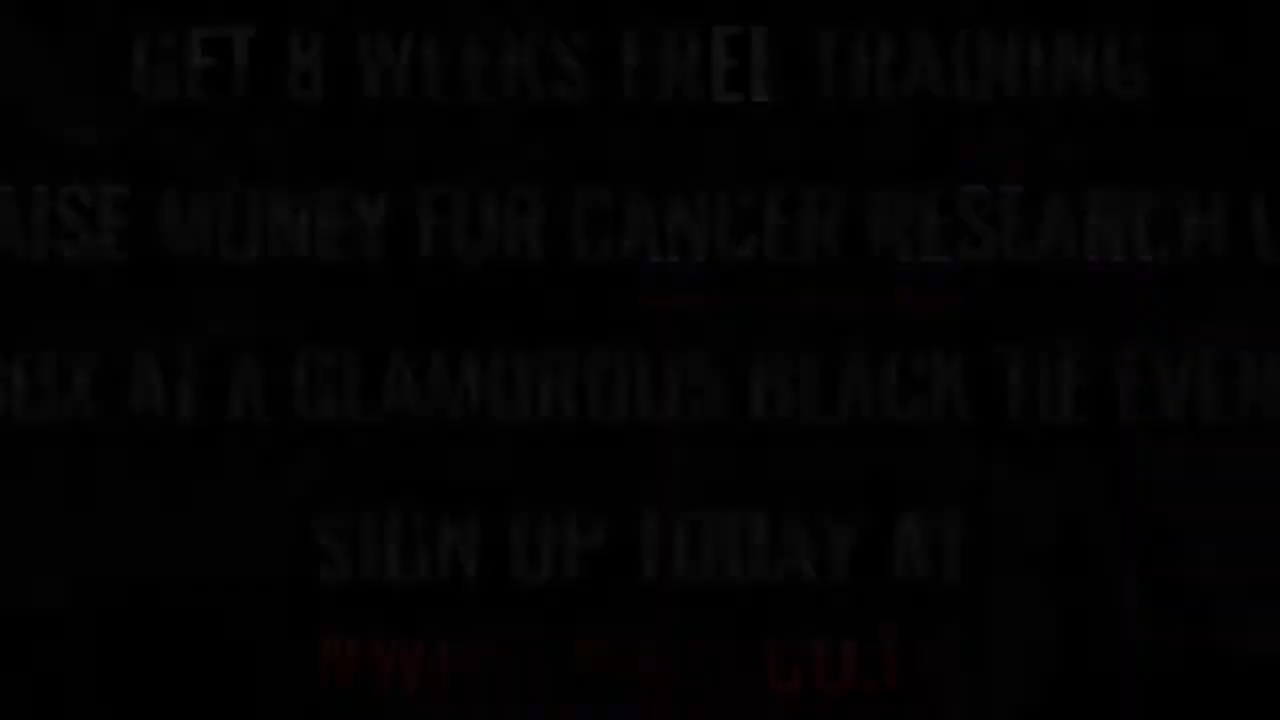 GET 8 WEEKS FREE TRAINING
AISE MONEY FOR CANCER RESEARCH U
BOX AT A GLAMOROUS BLACK TIE EVEN
SIGN UP TODAY AT